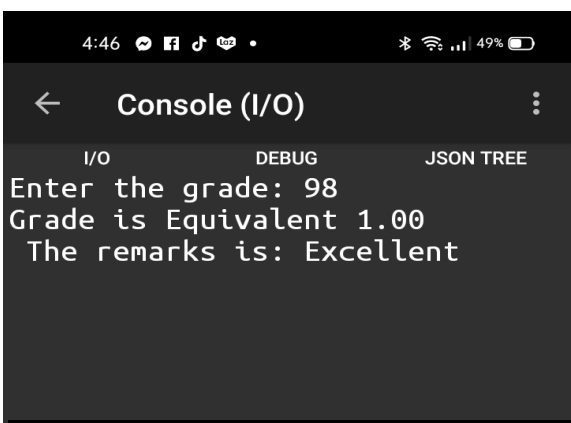 4:46 Laz 49%
Console (I/O)
I/O DEBUG JSON TREE
Enter the grade: 98
Grade is Equivalent 1.00
The remarks is: Excellent